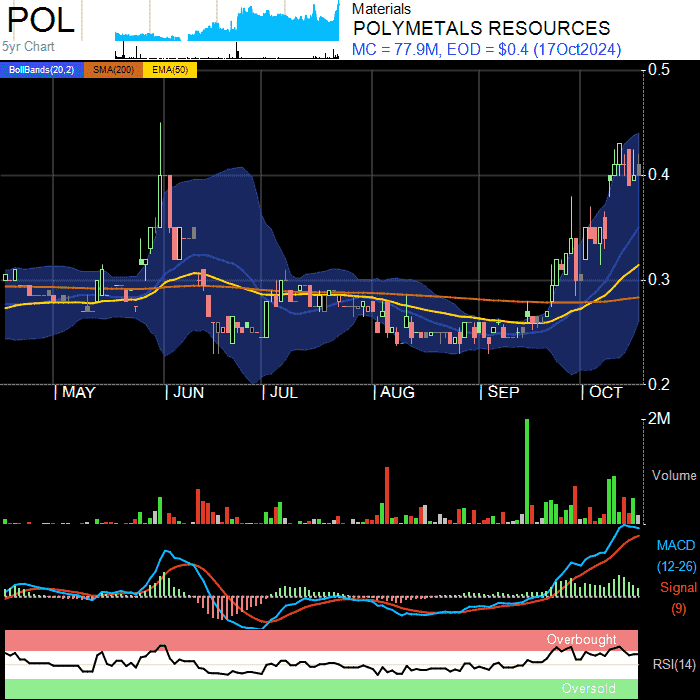 POL
5yr Chart
Materials
POLYMETALS RESOURCES
MC = 77.9M, EOD = $0.4 (17Oct2024)
BollBands(20,2) SMA(200) EMA(50)
0.5
0.4
0.3
0.2
MAY JUN JUL AUG SEP OCT
2M
Volume
MACD
(12-26)
Signal
(9)
Overbought
RSI(14)
Oversold